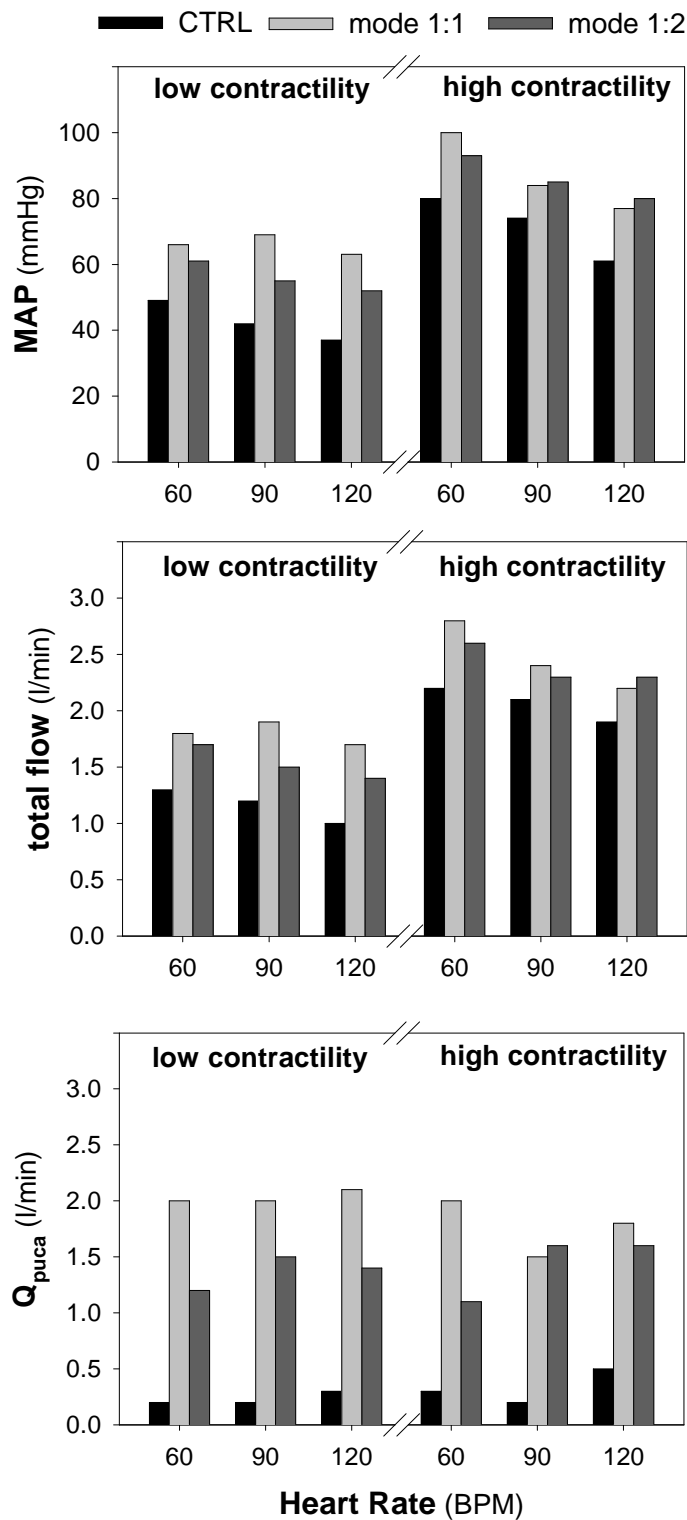 CTRL mode 1:1 mode 1:2
low contractility high contractility
MAP (mmHg)
100
80
60
40
20
0
60 90 120 60 90 120
low contractility high contractility
total flow (l/min)
3.0
2.5
2.0
1.5
1.0
0.5
0.0
60 90 120 60 90 120
low contractility high contractility
Qpuca (l/min)
3.0
2.5
2.0
1.5
1.0
0.5
0.0
60 90 120 60 90 120
Heart Rate (BPM)